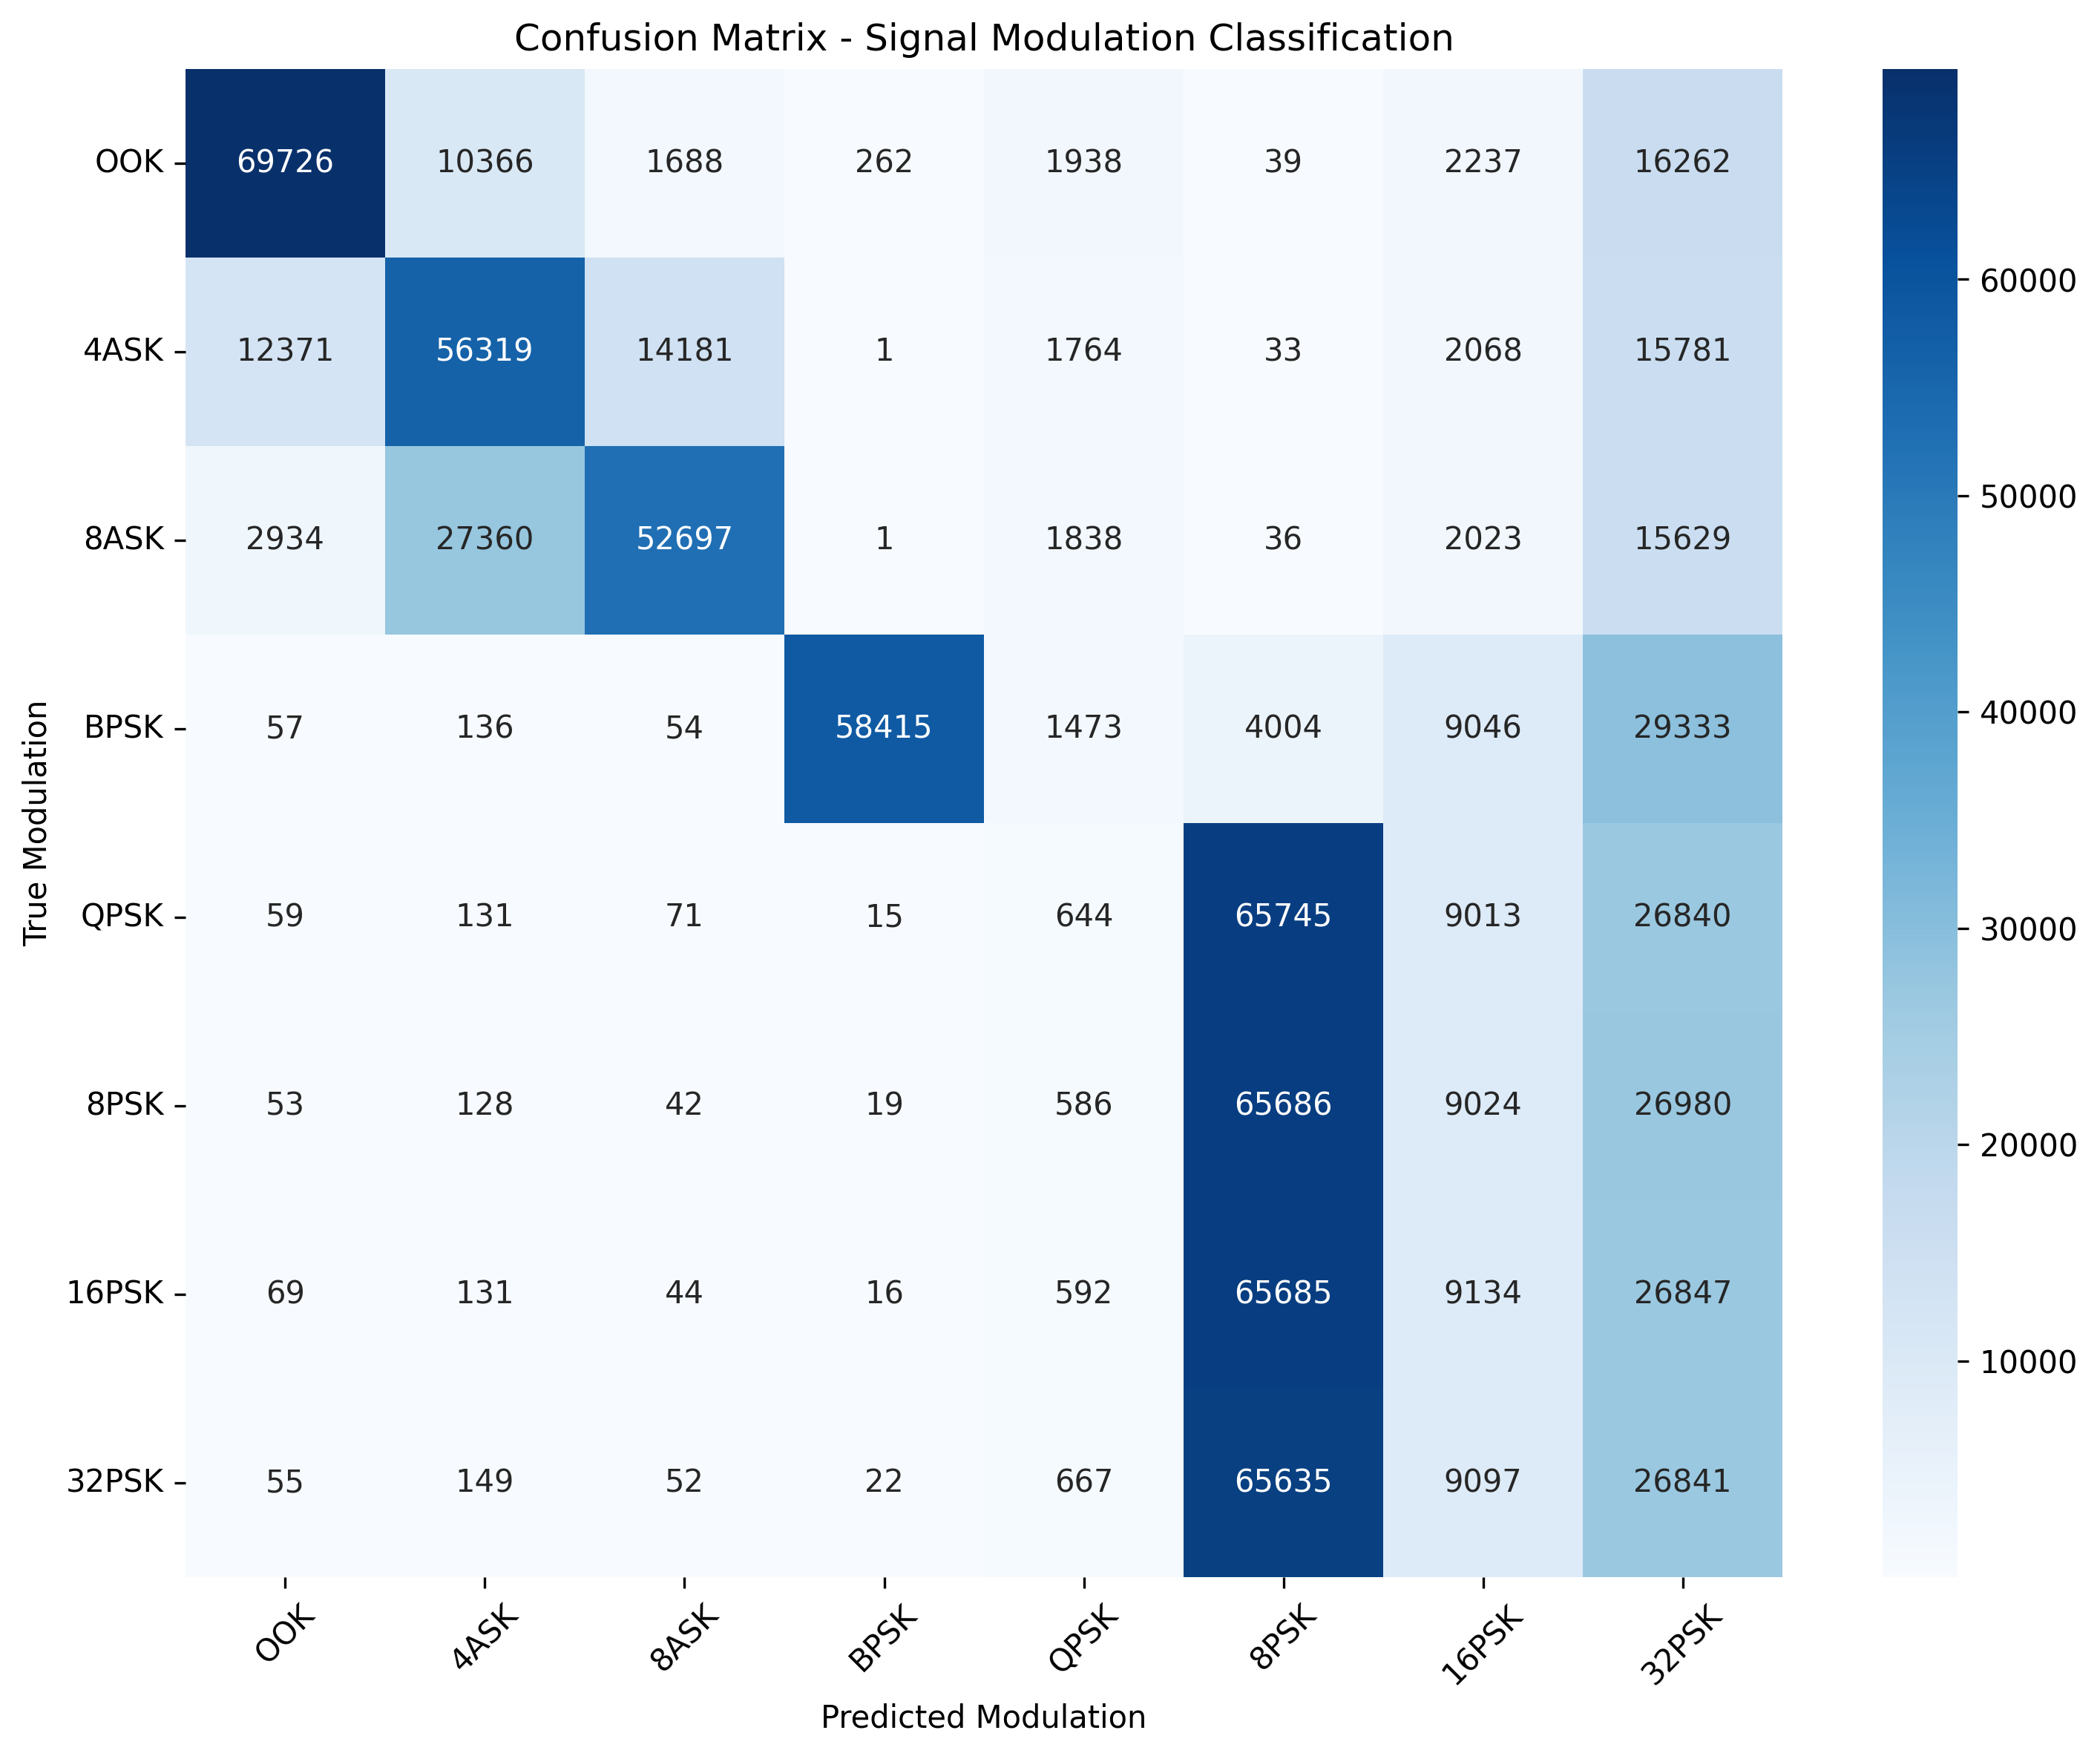 Confusion Matrix - Signal Modulation Classification
OOK 69726 10366 1688 262 1938 39 2237 16262
4ASK 12371 56319 14181 1 1764 33 2068 15781
8ASK 2934 27360 52697 1 1838 36 2023 15629
BPSK 57 136 54 58415 1473 4004 9046 29333
QPSK 59 131 71 15 644 65745 9013 26840
8PSK 53 128 42 19 586 65686 9024 26980
16PSK 69 131 44 16 592 65685 9134 26847
32PSK 55 149 52 22 667 65635 9097 26841
OOK 4ASK 8ASK BPSK QPSK 8PSK 16PSK 32PSK
Predicted Modulation
True Modulation
60000
50000
40000
30000
20000
10000